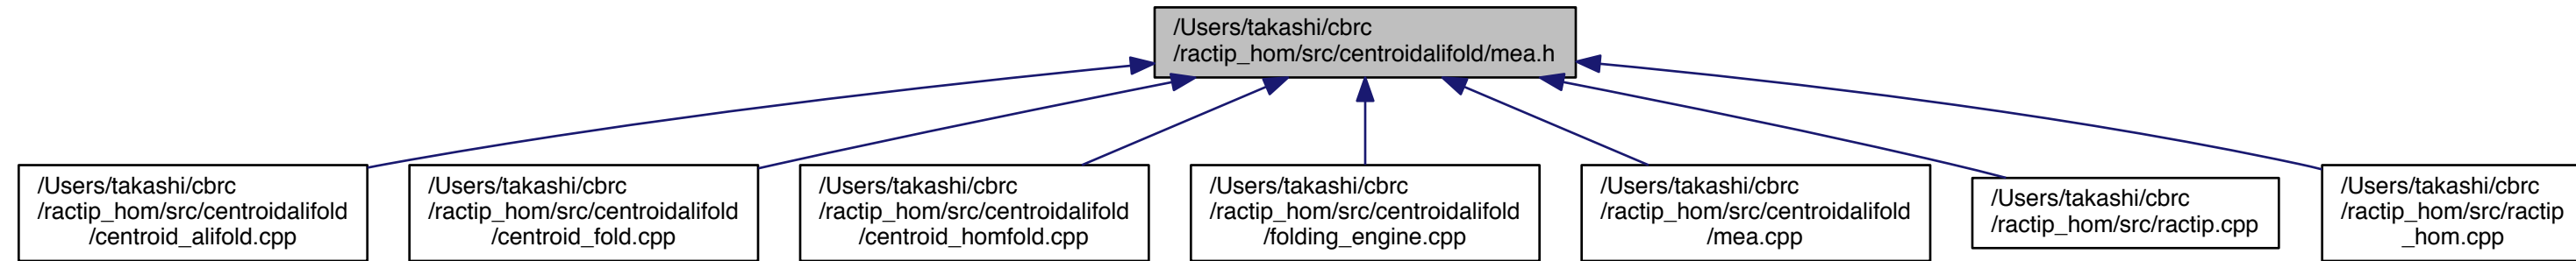 /Users/takashi/cbrc
/ractip_hom/src/centroidalifold/mea.h
/Users/takashi/cbrc
/ractip_hom/src/centroidalifold
/centroid_alifold.cpp
/Users/takashi/cbrc
/ractip_hom/src/centroidalifold
/centroid_fold.cpp
/Users/takashi/cbrc
/ractip_hom/src/centroidalifold
/centroid_homfold.cpp
/Users/takashi/cbrc
/ractip_hom/src/centroidalifold
/folding_engine.cpp
/Users/takashi/cbrc
/ractip_hom/src/centroidalifold
/mea.cpp
/Users/takashi/cbrc
/ractip_hom/src/ractip.cpp
/Users/takashi/cbrc
/ractip_hom/src/ractip
_hom.cpp